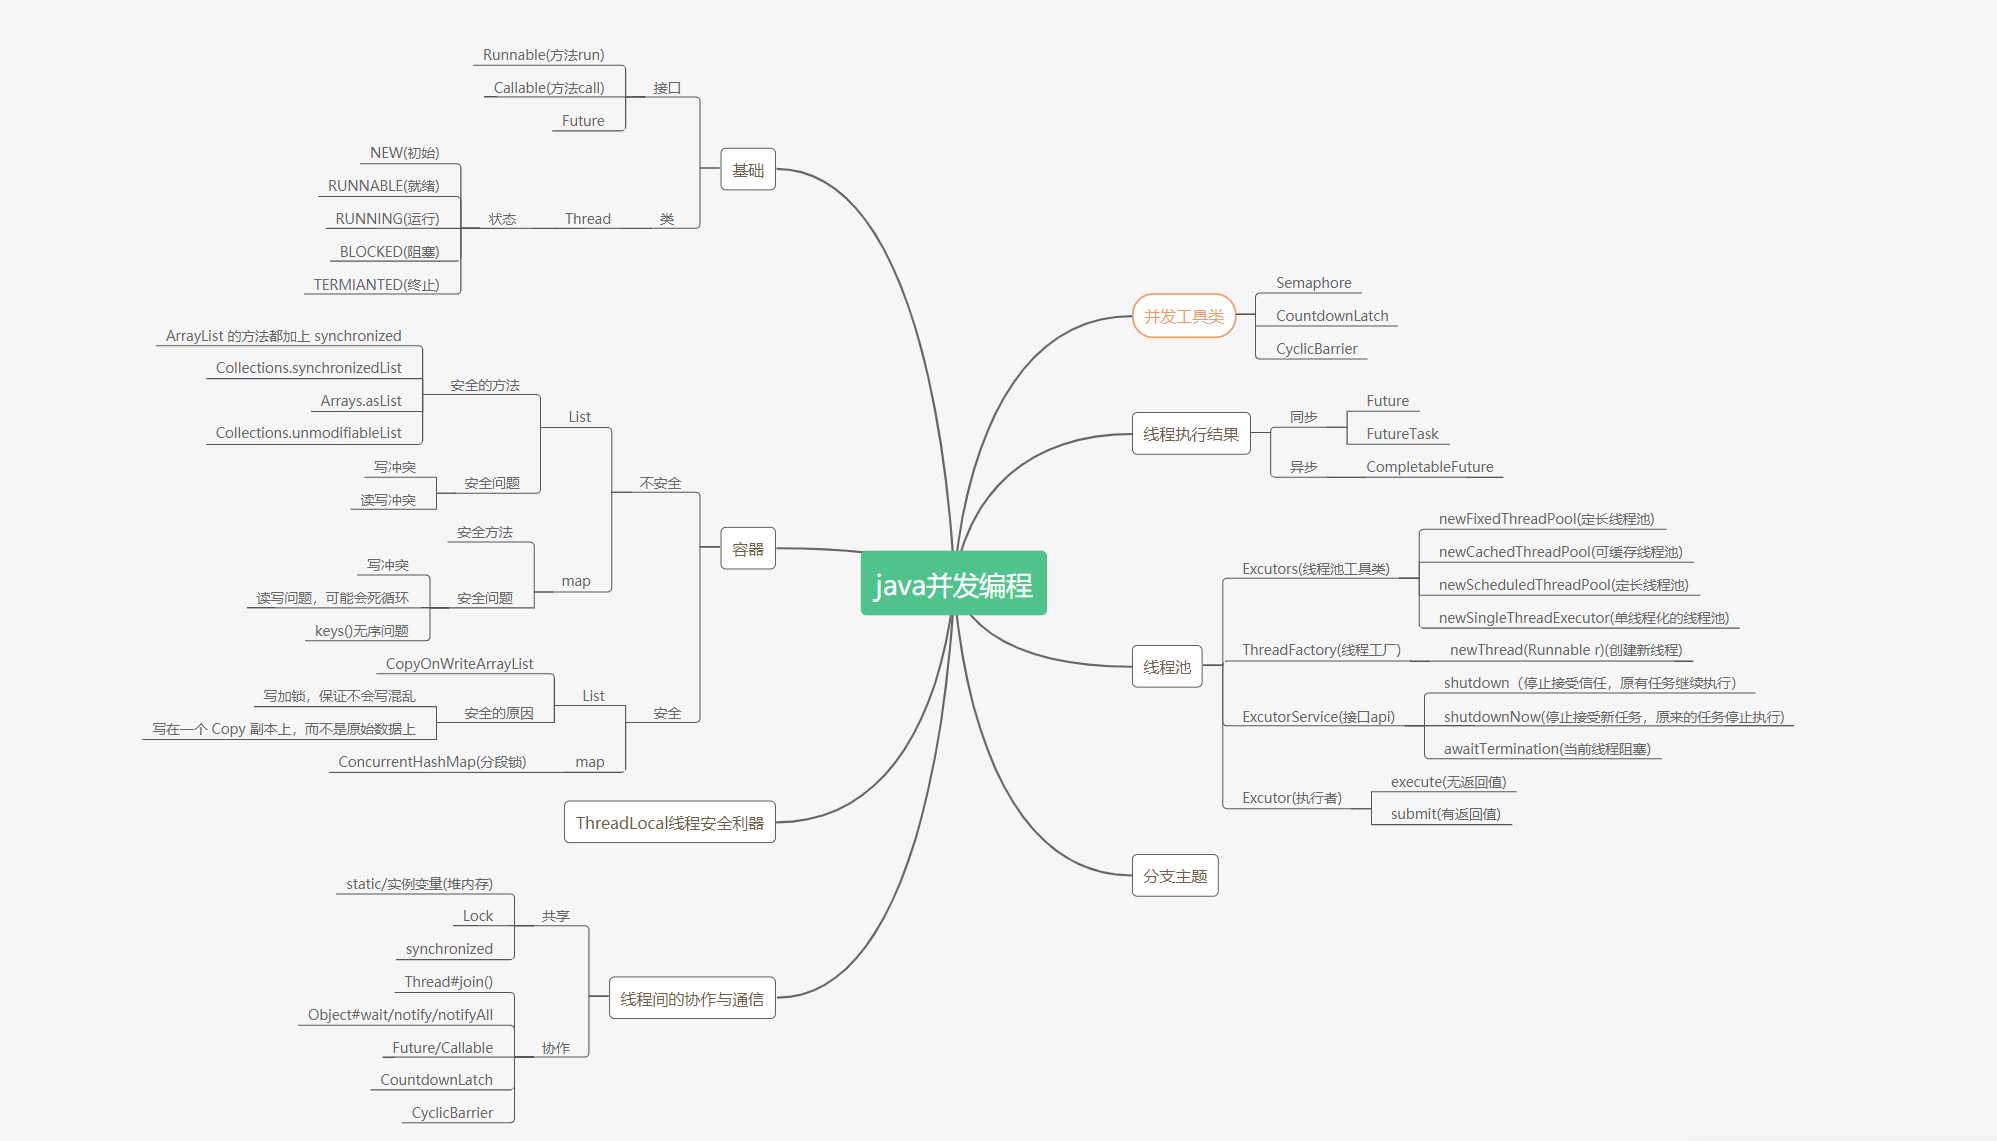 java并发编程
基础
接口
Runnable(方法run)
Callable(方法call)
Future
类
Thread
状态
NEW(初始)
RUNNABLE(就绪)
RUNNING(运行)
BLOCKED(阻塞)
TERMIANTED(终止)
容器
不安全
List
安全的方法
ArrayList 的方法都加上 synchronized
Collections.synchronizedList
Arrays.asList
Collections.unmodifiableList
安全问题
写冲突
读写冲突
map
安全方法
安全问题
写冲突
读写问题，可能会死循环
keys()无序问题
安全
List
CopyOnWriteArrayList
安全的原因
写加锁，保证不会写混乱
写在一个 Copy 副本上，而不是原始数据上
map
ConcurrentHashMap(分段锁)
ThreadLocal线程安全利器
线程间的协作与通信
共享
static/实例变量(堆内存)
Lock
synchronized
协作
Thread#join()
Object#wait/notify/notifyAll
Future/Callable
CountdownLatch
CyclicBarrier
并发工具类
Semaphore
CountdownLatch
CyclicBarrier
线程执行结果
同步
Future
FutureTask
异步
CompletableFuture
线程池
Excutors(线程池工具类)
newFixedThreadPool(定长线程池)
newCachedThreadPool(可缓存线程池)
newScheduledThreadPool(定长线程池)
newSingleThreadExecutor(单线程化的线程池)
ThreadFactory(线程工厂)
newThread(Runnable r)(创建新线程)
ExcutorService(接口api)
shutdown（停止接受信任，原有任务继续执行）
shutdownNow(停止接受新任务，原来的任务停止执行)
awaitTermination(当前线程阻塞)
Excutor(执行者)
execute(无返回值)
submit(有返回值)
分支主题